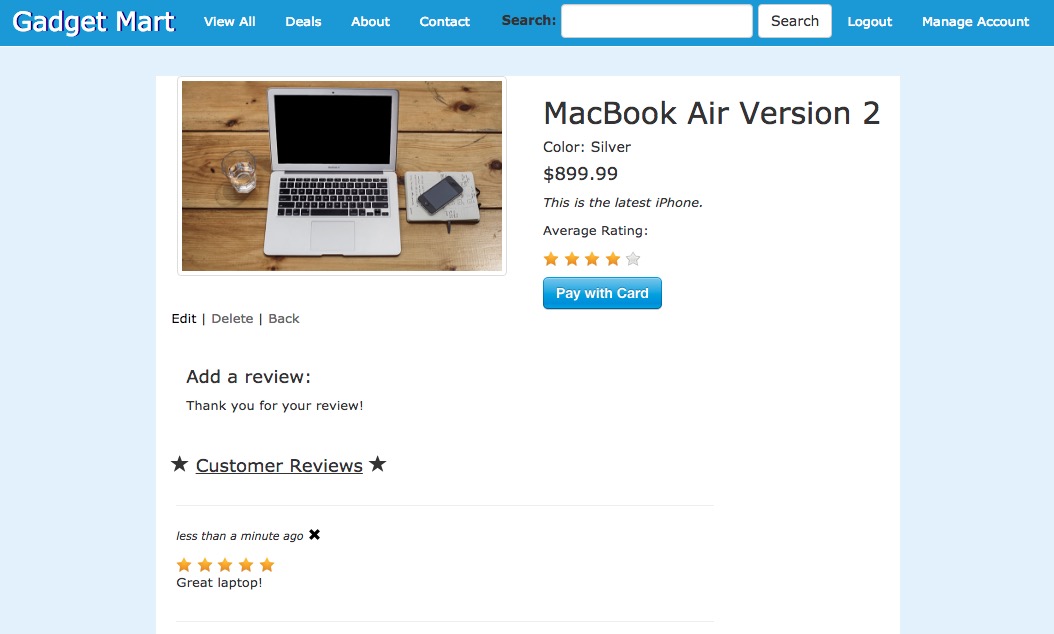 Gadget Mart View All Deals About Contact Search: Search Logout Manage Account
MacBook Air Version 2
Color: Silver
$899.99
This is the latest iPhone.
Average Rating:
Pay with Card
Edit | Delete | Back
Add a review:
Thank you for your review!
★ Customer Reviews ★
less than a minute ago ✖
Great laptop!